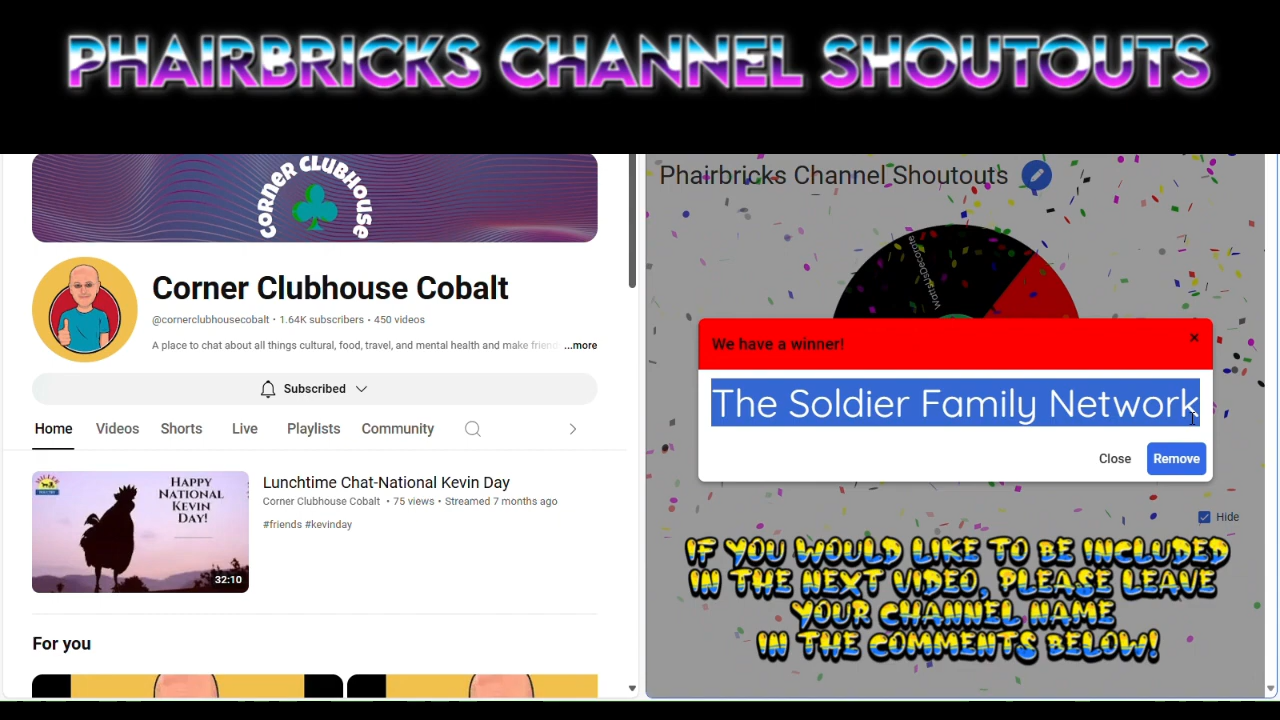 PHAIRBRICKS CHANNEL SHOUTOUTS
CORNER CLUBHOUSE
Corner Clubhouse Cobalt
@cornerclubhousecobalt • 1.64K subscribers • 450 videos
A place to chat about all things cultural, food, travel, and mental health and make friend ...more
Subscribed
Home Videos Shorts Live Playlists Community
HAPPY
NATIONAL
KEVIN
DAY!
32:10
Lunchtime Chat-National Kevin Day
Corner Clubhouse Cobalt • 75 views • Streamed 7 months ago
#friends #kevinday
For you
Phairbricks Channel Shoutouts
WattsUsDecorate
We have a winner!
The Soldier Family Network
Close Remove
Hide
IF YOU WOULD LIKE TO BE INCLUDED
IN THE NEXT VIDEO, PLEASE LEAVE
YOUR CHANNEL NAME
IN THE COMMENTS BELOW!